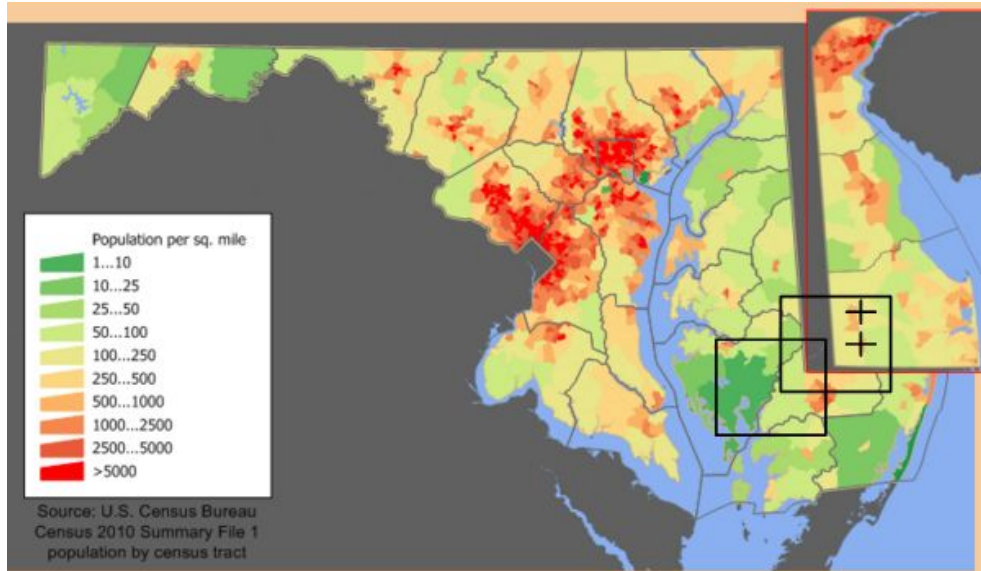 Population per sq. mile
1...10
10...25
25...50
50...100
100...250
250...500
500...1000
1000...2500
2500...5000
>5000
Source: U.S. Census Bureau
Census 2010 Summary File 1
population by census tract